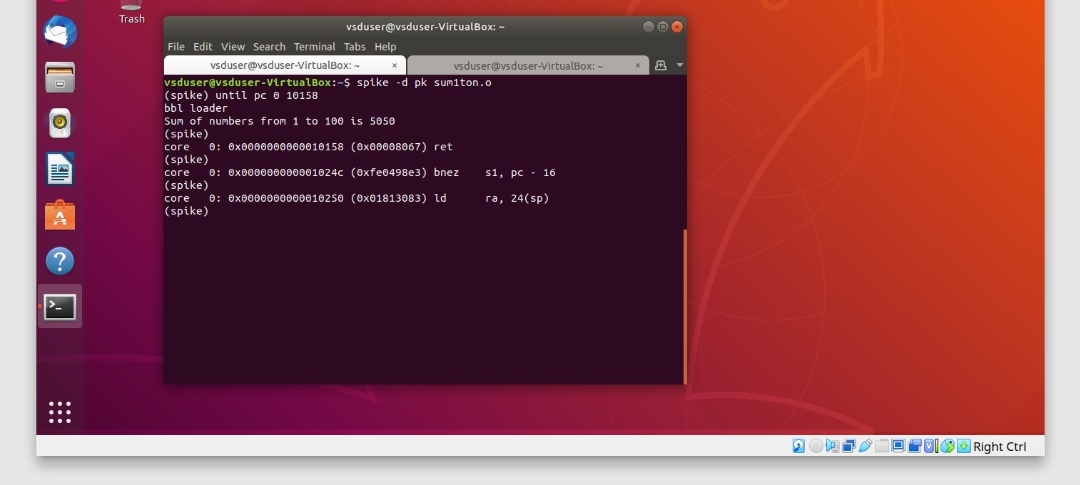 Trash
vsduser@vsduser-VirtualBox: ~
File Edit View Search Terminal Tabs Help
vsduser@vsduser-VirtualBox: ~ × vsduser@vsduser-VirtualBox: ~ ×
vsduser@vsduser-VirtualBox:~$ spike -d pk sum1ton.o
(spike) until pc 0 10158
bbl loader
Sum of numbers from 1 to 100 is 5050
(spike)
core   0: 0x0000000000010158 (0x00008067) ret
(spike)
core   0: 0x000000000001024c (0xfe0498e3) bnez    s1, pc - 16
(spike)
core   0: 0x0000000000010250 (0x01813083) ld      ra, 24(sp)
(spike)
Right Ctrl